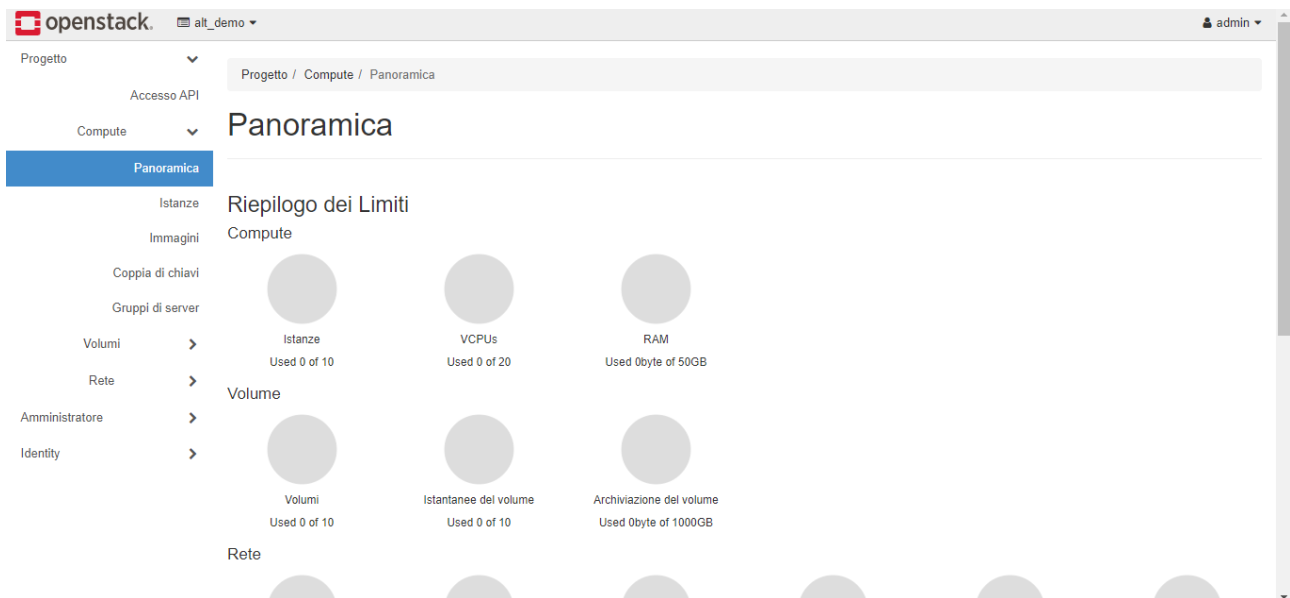 openstack. alt_demo admin
Progetto
Accesso API
Compute
Panoramica
Istanze
Immagini
Coppia di chiavi
Gruppi di server
Volumi
Rete
Amministratore
Identity
Progetto / Compute / Panoramica
Panoramica
Riepilogo dei Limiti
Compute
Istanze VCPUs RAM
Used 0 of 10 Used 0 of 20 Used 0byte of 50GB
Volume
Volumi Istantanee del volume Archiviazione del volume
Used 0 of 10 Used 0 of 10 Used 0byte of 1000GB
Rete